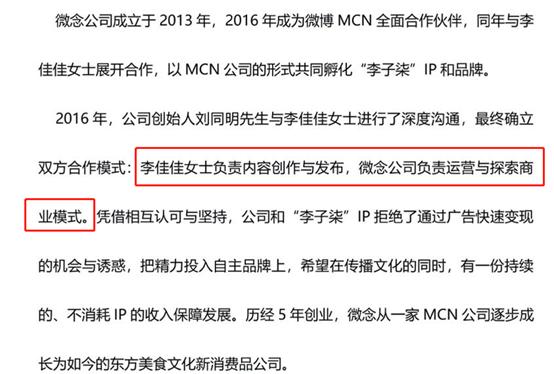 微念公司成立于 2013 年，2016 年成为微博 MCN 全面合作伙伴，同年与李
佳佳女士展开合作，以 MCN 公司的形式共同孵化“李子柒”IP 和品牌。
2016 年，公司创始人刘同明先生与李佳佳女士进行了深度沟通，最终确立
双方合作模式：李佳佳女士负责内容创作与发布，微念公司负责运营与探索商
业模式。凭借相互认可与坚持，公司和“李子柒”IP 拒绝了通过广告快速变现
的机会与诱惑，把精力投入自主品牌上，希望在传播文化的同时，有一份持续
的、不消耗 IP 的收入保障发展。历经 5 年创业，微念从一家 MCN 公司逐步成
长为如今的东方美食文化新消费品公司。